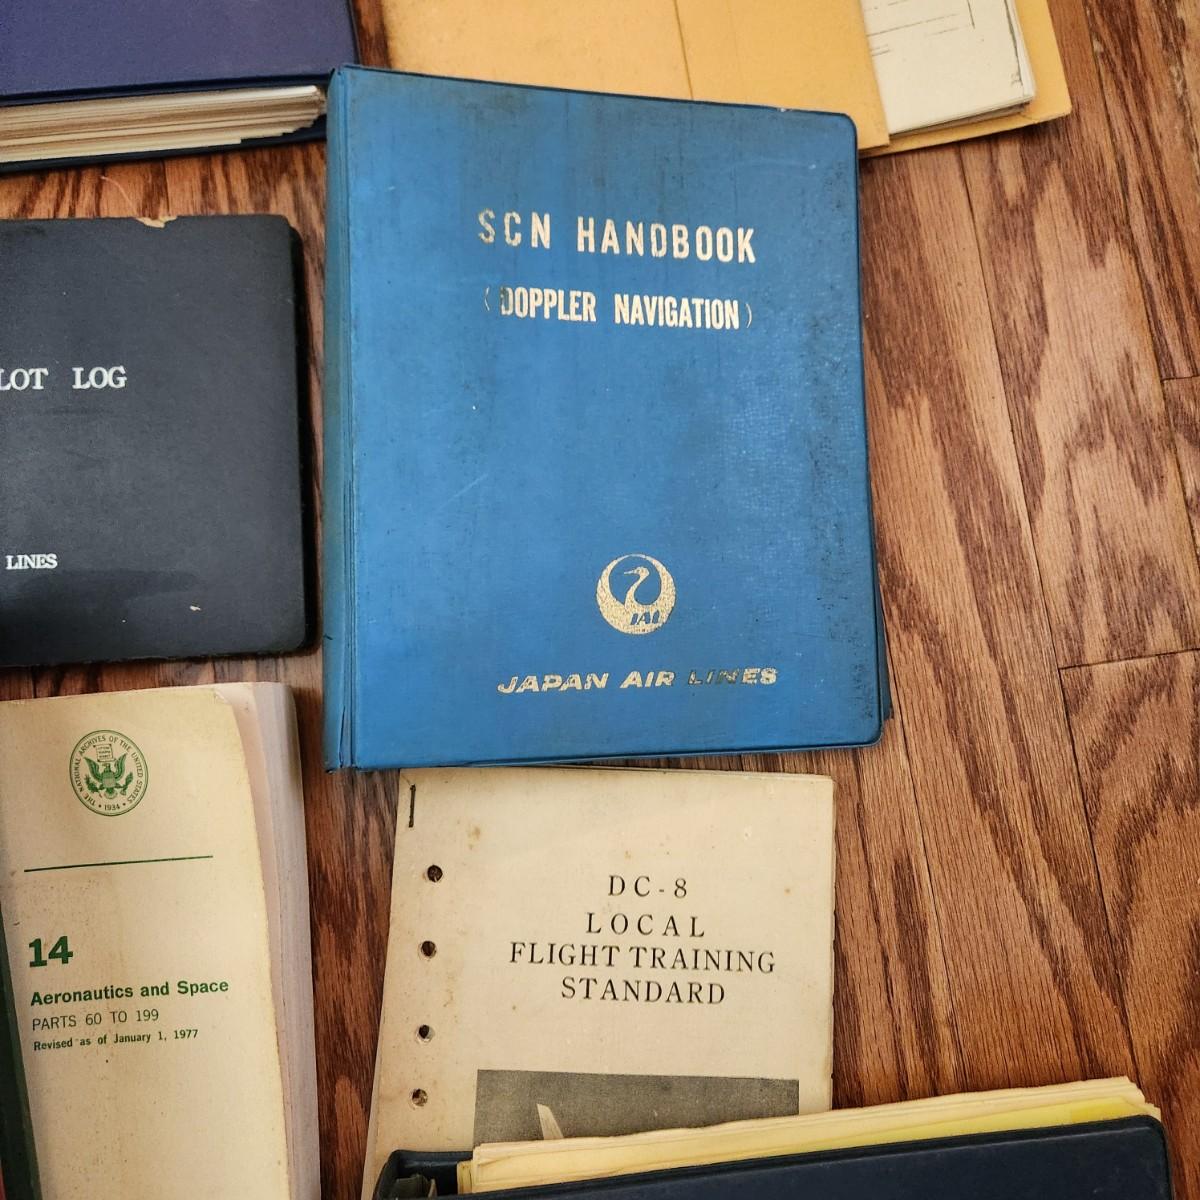 SCN HANDBOOK
(DOPPLER NAVIGATION)
JAL
JAPAN AIR LINES
LOT LOG
LINES
THE NATIONAL ARCHIVES OF THE UNITED STATES
• 1934 •
14
Aeronautics and Space
PARTS 60 TO 199
Revised as of January 1, 1977
DC-8
LOCAL
FLIGHT TRAINING
STANDARD